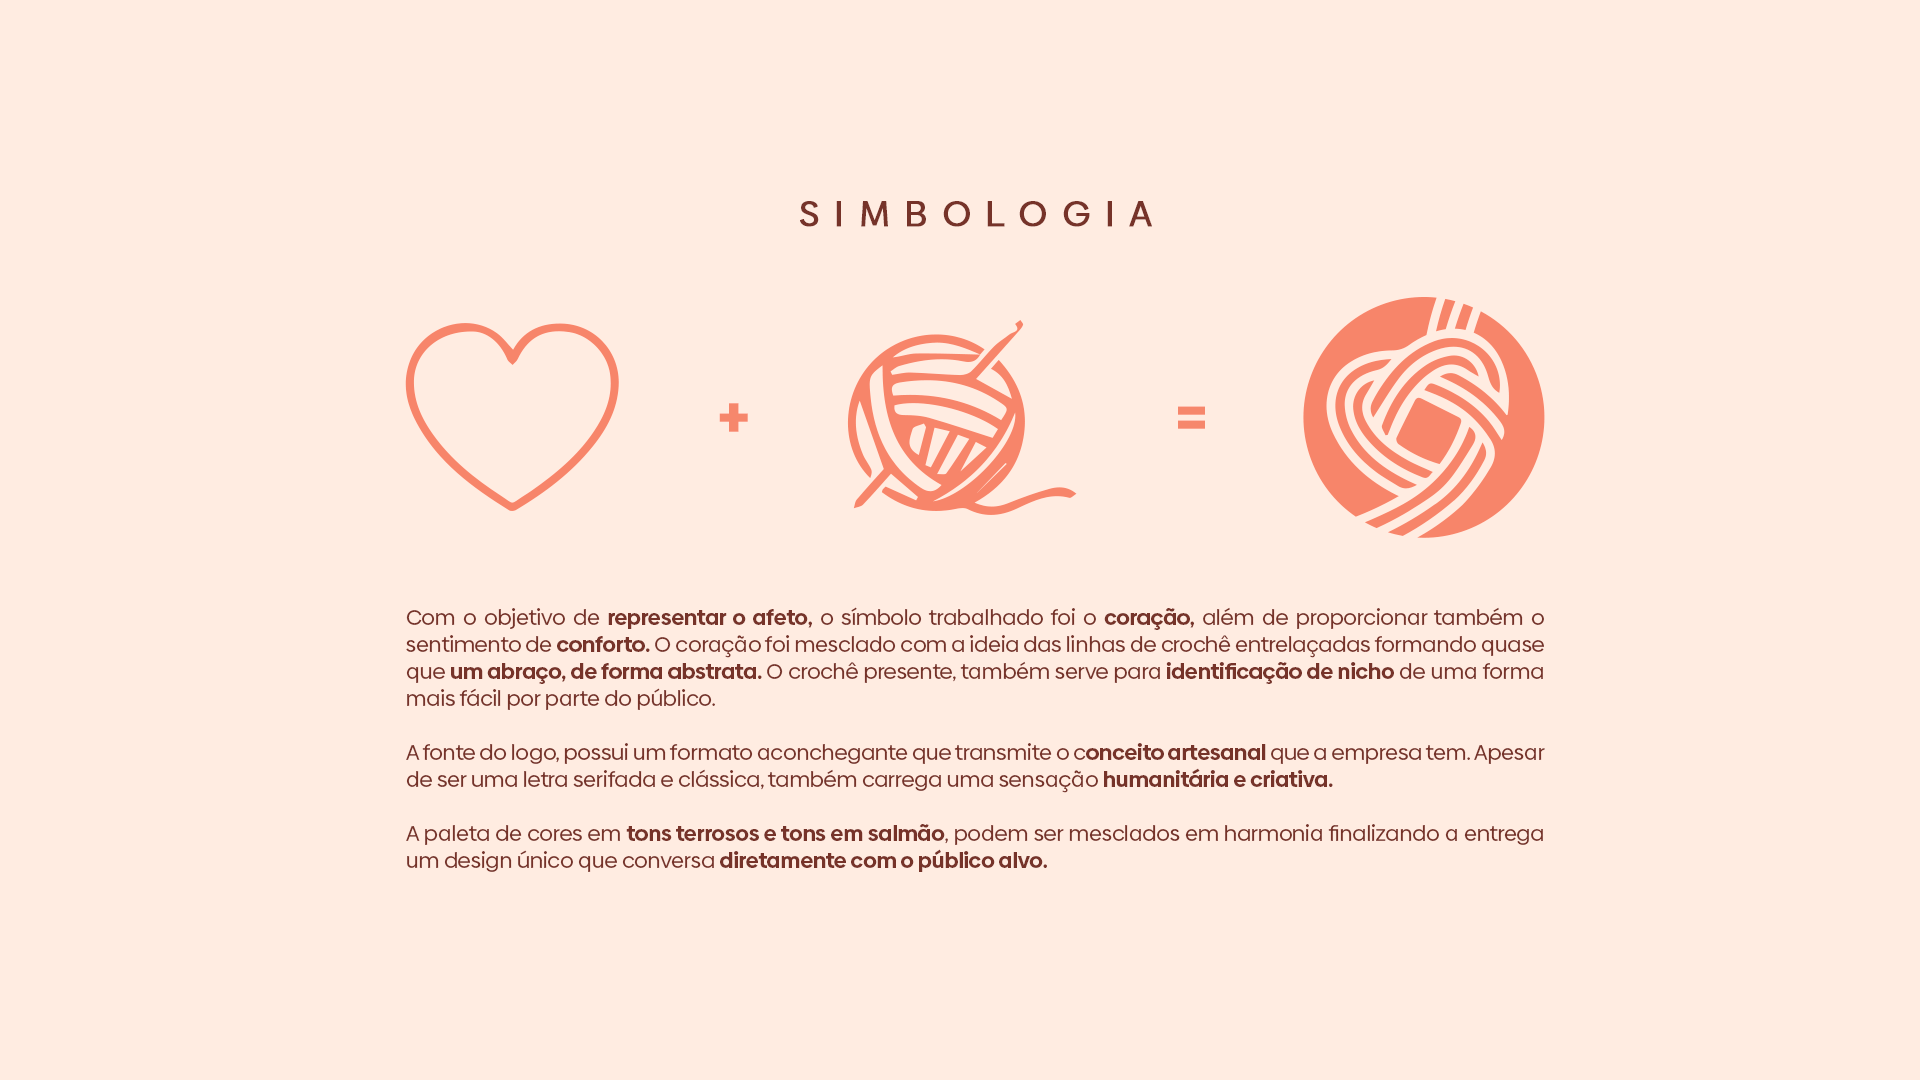 SIMBOLOGIA
+
=
Com o objetivo de representar o afeto, o símbolo trabalhado foi o coração, além de proporcionar também o
sentimento de conforto. O coração foi mesclado com a ideia das linhas de crochê entrelaçadas formando quase
que um abraço, de forma abstrata. O crochê presente, também serve para identificação de nicho de uma forma
mais fácil por parte do público.
A fonte do logo, possui um formato aconchegante que transmite o conceito artesanal que a empresa tem. Apesar
de ser uma letra serifada e clássica, também carrega uma sensação humanitária e criativa.
A paleta de cores em tons terrosos e tons em salmão, podem ser mesclados em harmonia finalizando a entrega
um design único que conversa diretamente com o público alvo.